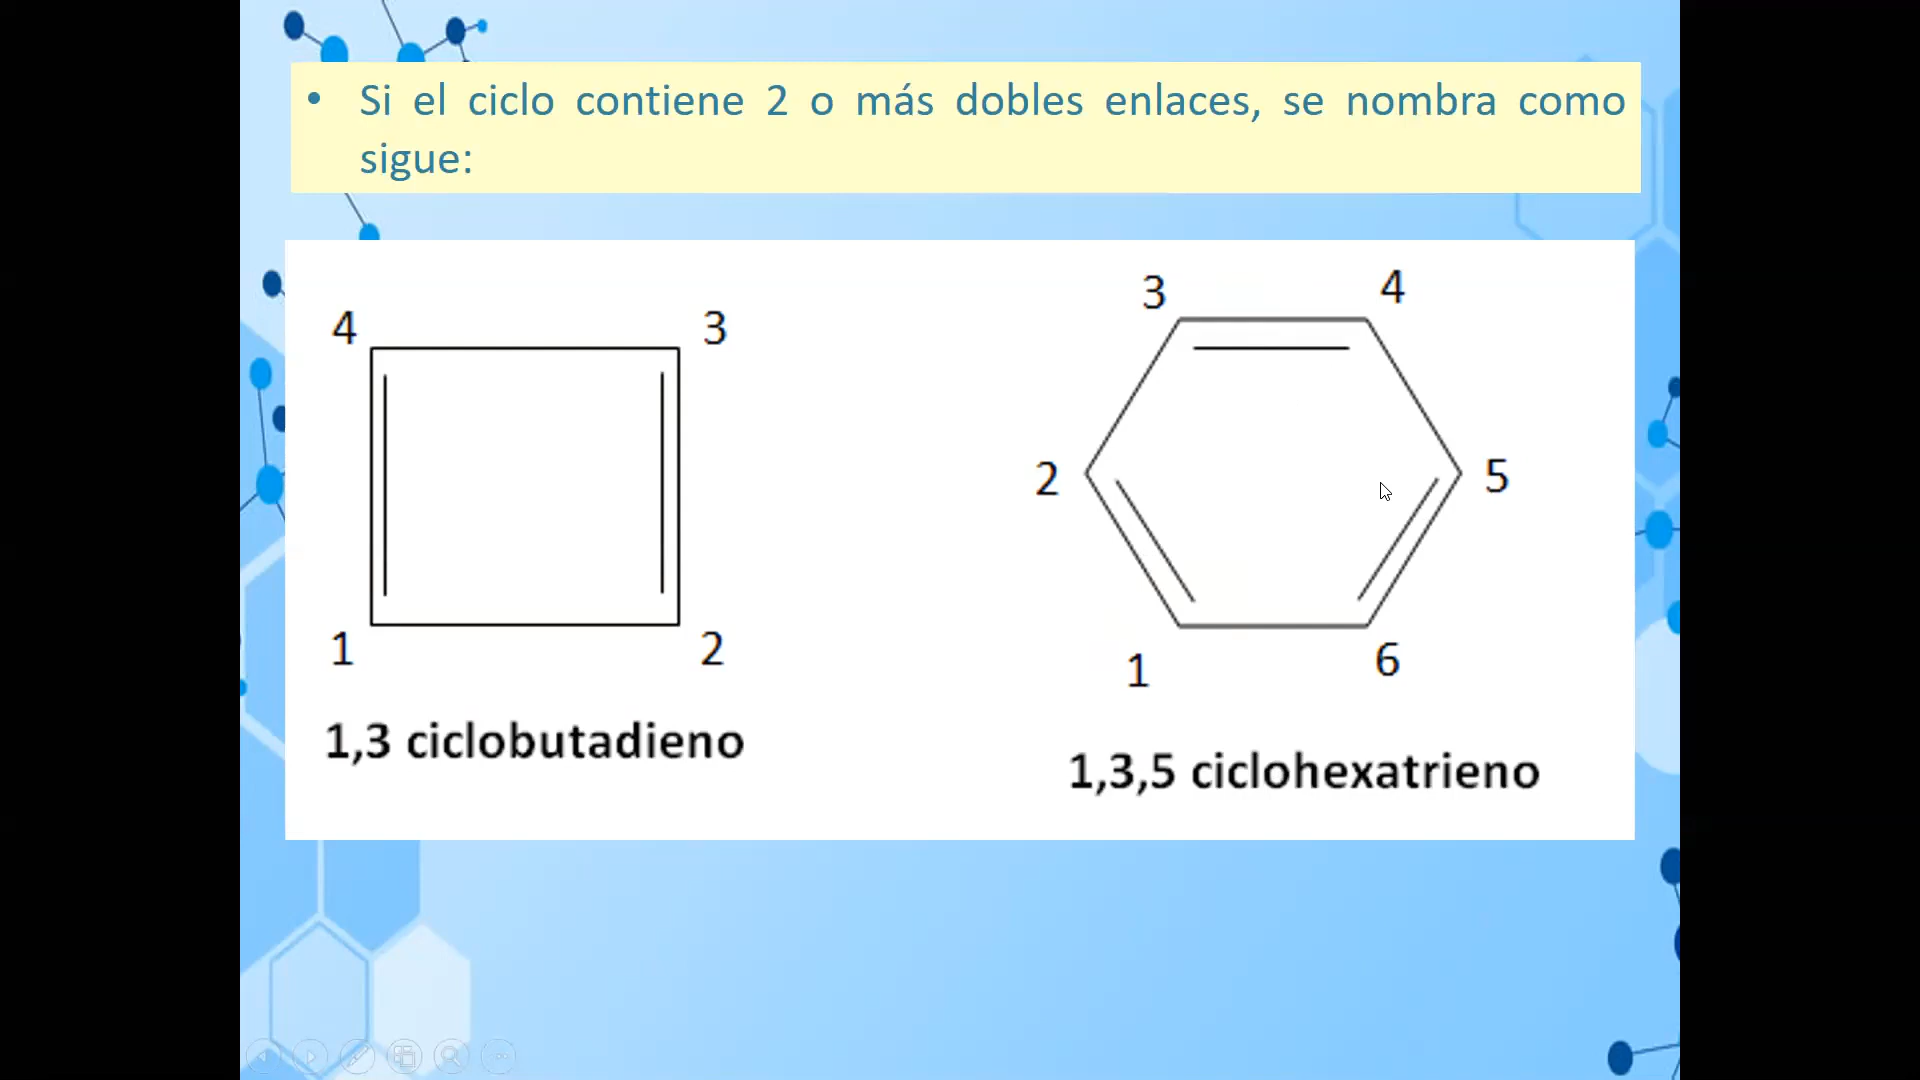 • Si el ciclo contiene 2 o más dobles enlaces, se nombra como
sigue:
4 3
1 2
1,3 ciclobutadieno
3 4
2 5
1 6
1,3,5 ciclohexatrieno